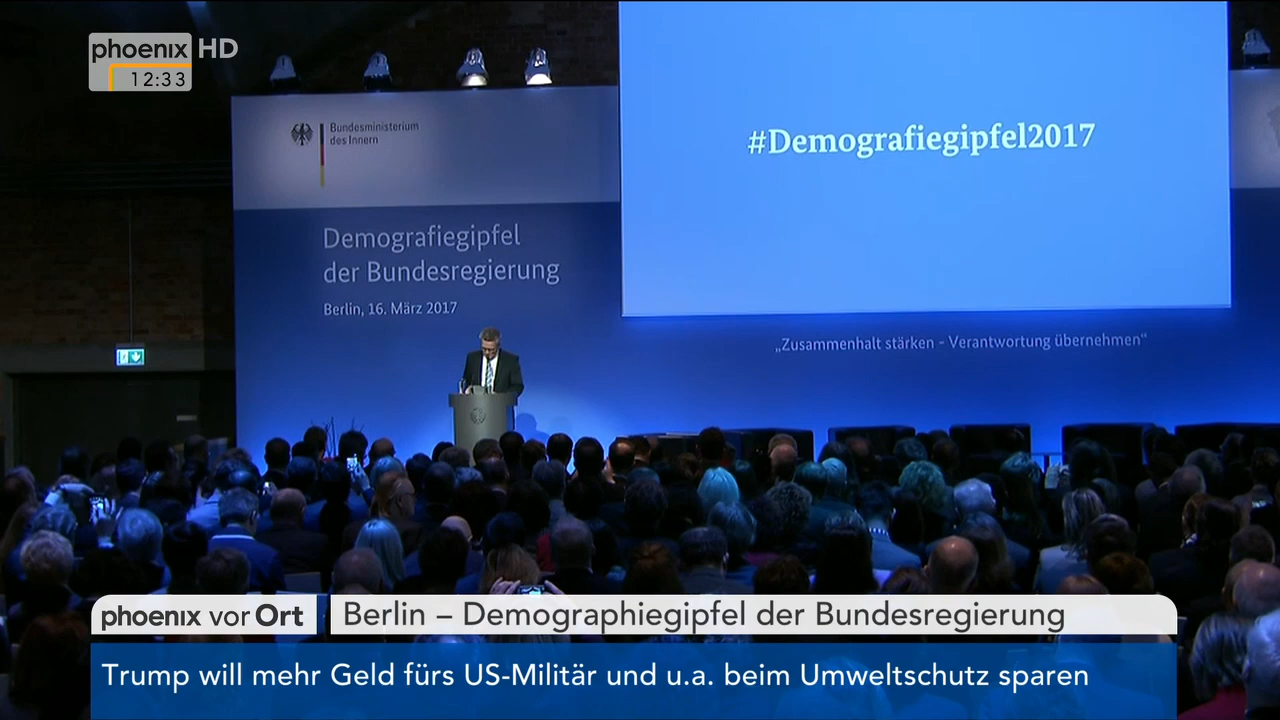 phoenix HD
12:33
#Demografiegipfel2017
Bundesministerium
des Innern
Demografiegipfel
der Bundesregierung
Berlin, 16. März 2017
„Zusammenhalt stärken - Verantwortung übernehmen“
phoenix vor Ort
Berlin – Demographiegipfel der Bundesregierung
Trump will mehr Geld fürs US-Militär und u.a. beim Umweltschutz sparen